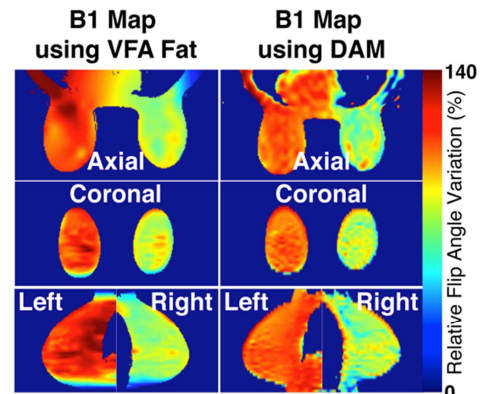 B1 Map
using VFA Fat
B1 Map
using DAM
140
Axial
Axial
Coronal
Coronal
Left
Right
Left
Right
Relative Flip Angle Variation (%)
0